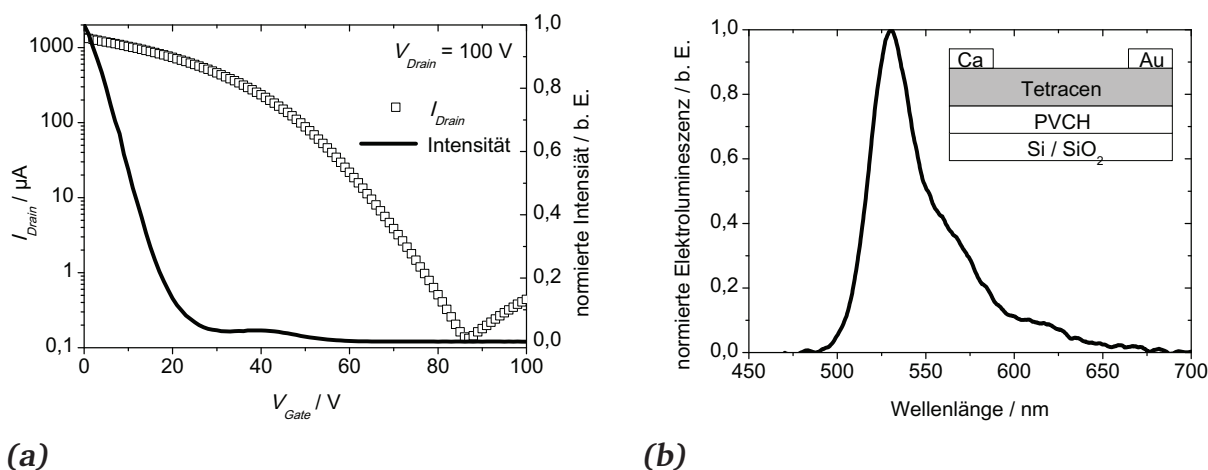 1000
100
10
1
0,1
I_Drain / µA
0 20 40 60 80 100
V_Gate / V
1,0
0,8
0,6
0,4
0,2
0,0
normierte Intensiät / b. E.
V_Drain = 100 V
I_Drain
Intensität
(a)
1,0
0,8
0,6
0,4
0,2
0,0
normierte Elektrolumineszenz / b. E.
450 500 550 600 650 700
Wellenlänge / nm
Ca Au
Tetracen
PVCH
Si / SiO₂
(b)